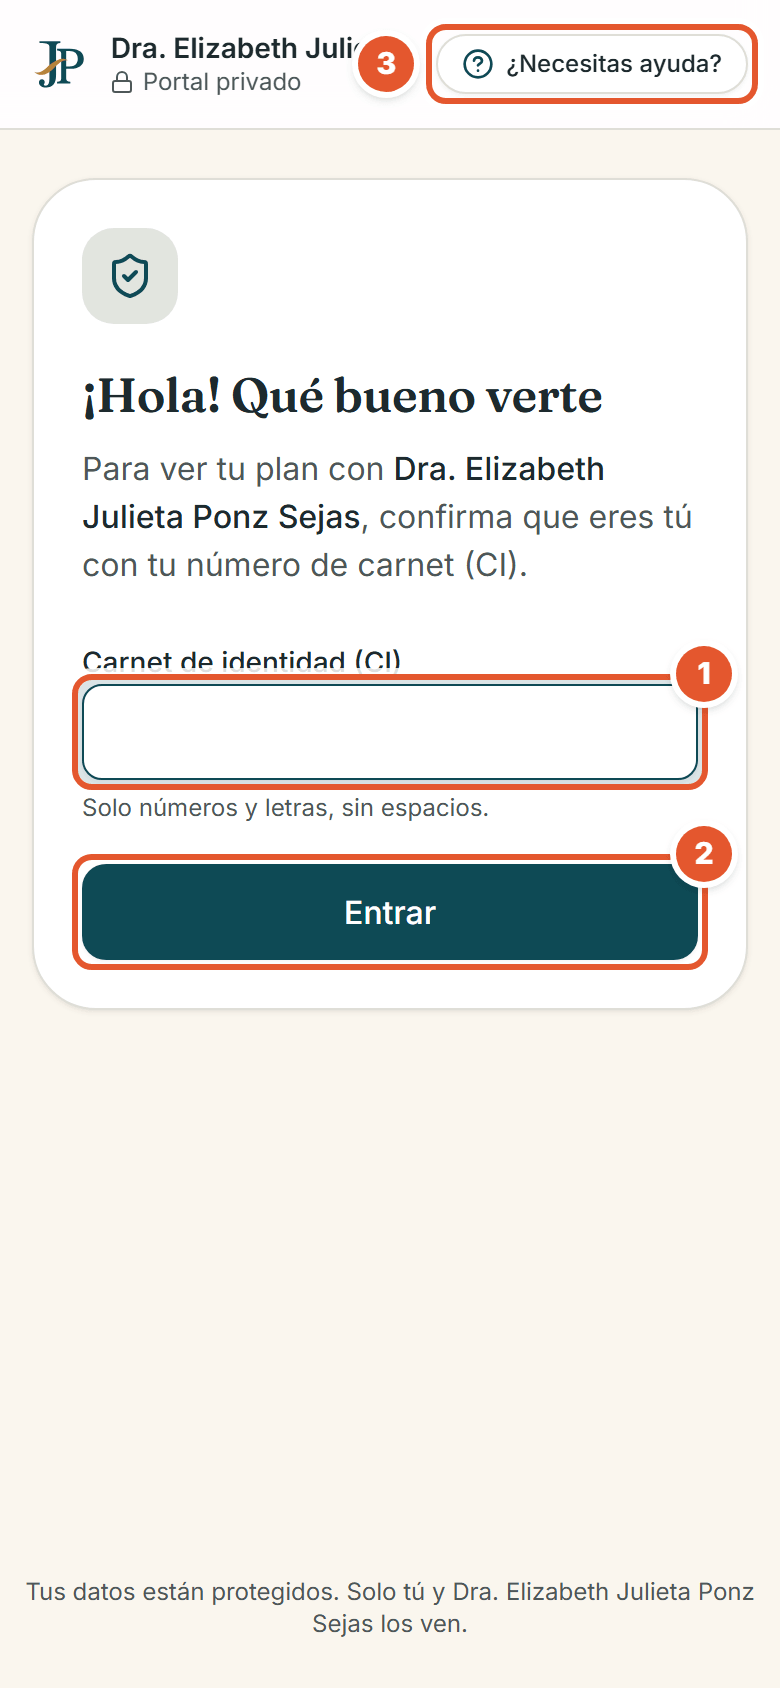 JP
Dra. Elizabeth
Portal privado
3
¿Necesitas ayuda?
¡Hola! Qué bueno verte
Para ver tu plan con Dra. Elizabeth
Julieta Ponz Sejas, confirma que eres tú
con tu número de carnet (CI).
Carnet de identidad (CI)
1
Solo números y letras, sin espacios.
2
Entrar
Tus datos están protegidos. Solo tú y Dra. Elizabeth Julieta Ponz
Sejas los ven.